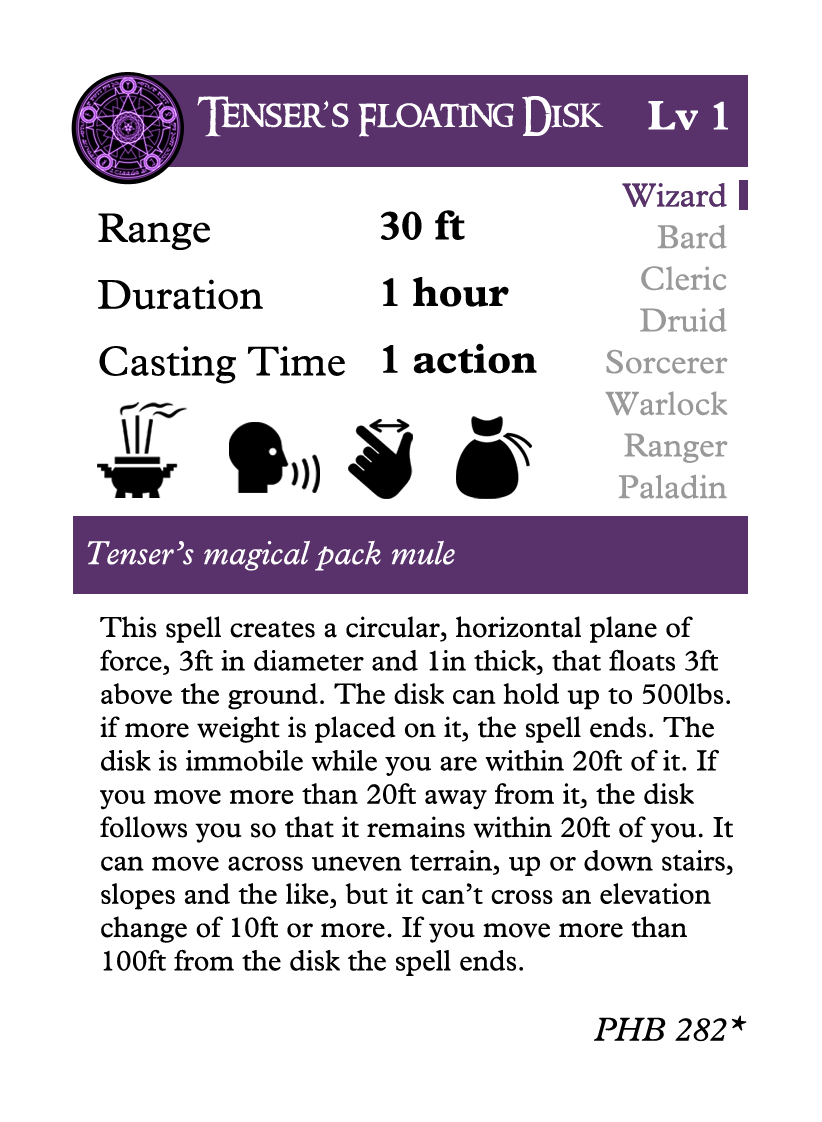 Tenser's Floating Disk Lv 1
Wizard
Range 30 ft
Bard
Cleric
Duration 1 hour
Druid
Casting Time 1 action
Sorcerer
Warlock
Ranger
Paladin
Tenser's magical pack mule
This spell creates a circular, horizontal plane of
force, 3ft in diameter and 1in thick, that floats 3ft
above the ground. The disk can hold up to 500lbs.
if more weight is placed on it, the spell ends. The
disk is immobile while you are within 20ft of it. If
you move more than 20ft away from it, the disk
follows you so that it remains within 20ft of you. It
can move across uneven terrain, up or down stairs,
slopes and the like, but it can't cross an elevation
change of 10ft or more. If you move more than
100ft from the disk the spell ends.
PHB 282*